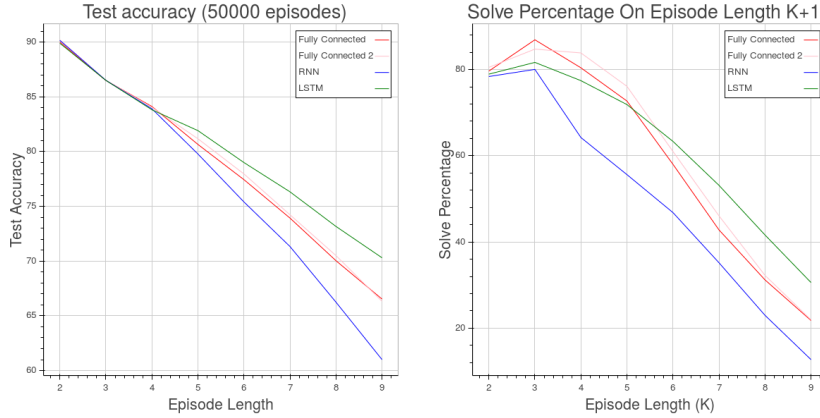 Test accuracy (50000 episodes)
Fully Connected
Fully Connected 2
RNN
LSTM
90
85
80
75
70
65
60
Test Accuracy
2 3 4 5 6 7 8 9
Episode Length
Solve Percentage On Episode Length K+1
Fully Connected
Fully Connected 2
RNN
LSTM
80
60
40
20
Solve Percentage
2 3 4 5 6 7 8 9
Episode Length (K)